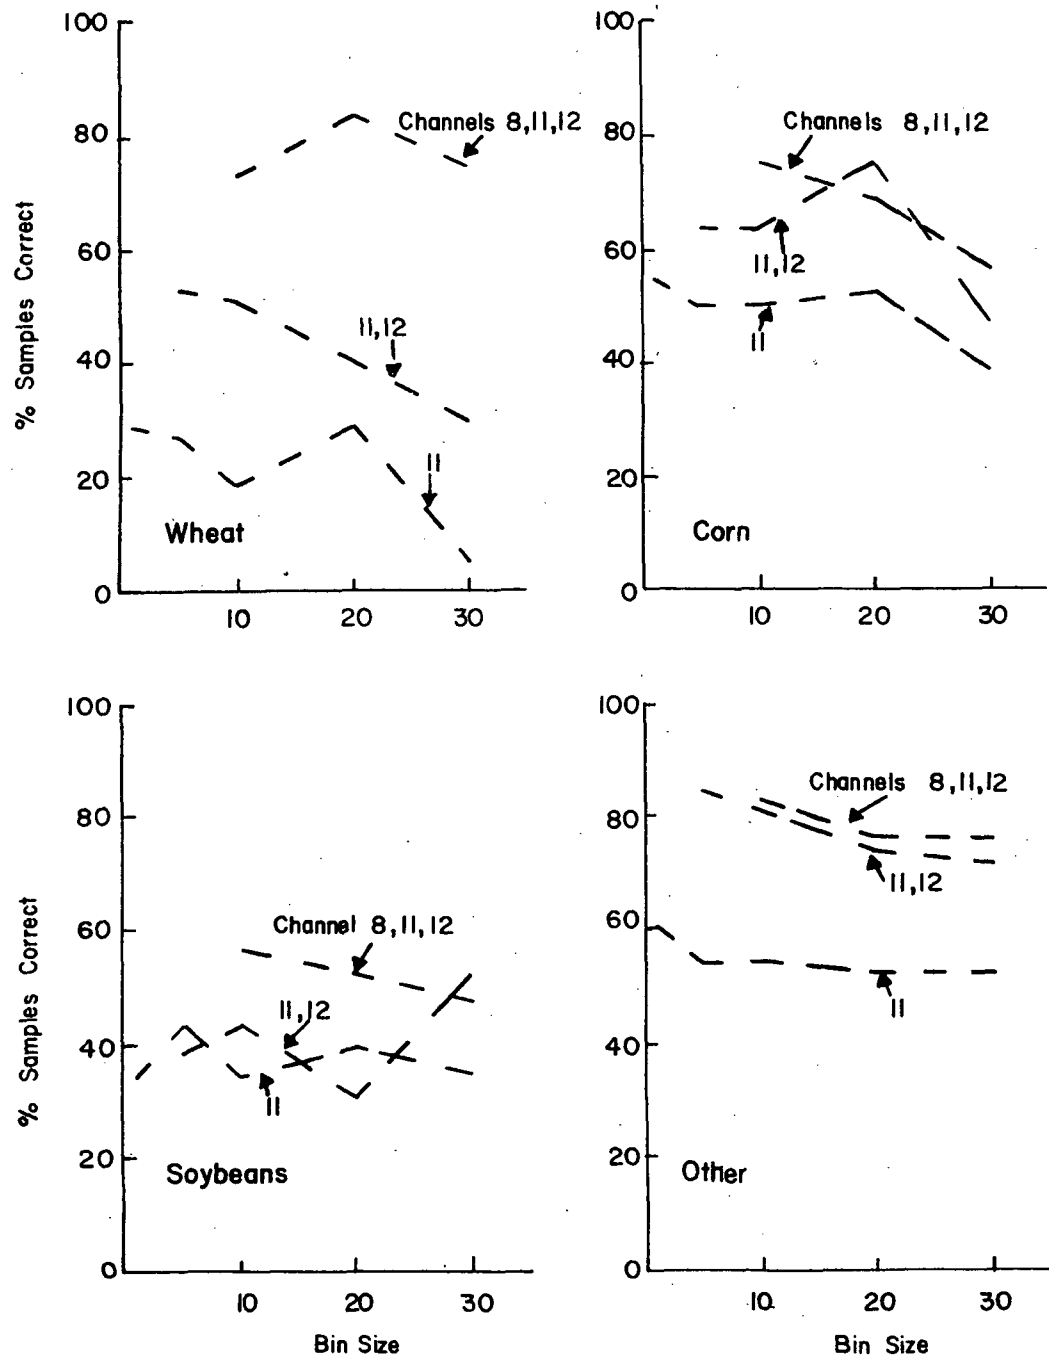 100
80
60
40
20
0
% Samples Correct
Channels 8,11,12
11,12
11
Wheat
10 20 30
100
80
60
40
20
0
Channels 8,11,12
11,12
11
Corn
10 20 30
100
80
60
40
20
0
% Samples Correct
Channel 8,11,12
11,12
11
Soybeans
10 20 30
Bin Size
100
80
60
40
20
0
Channels 8,11,12
11,12
11
Other
10 20 30
Bin Size